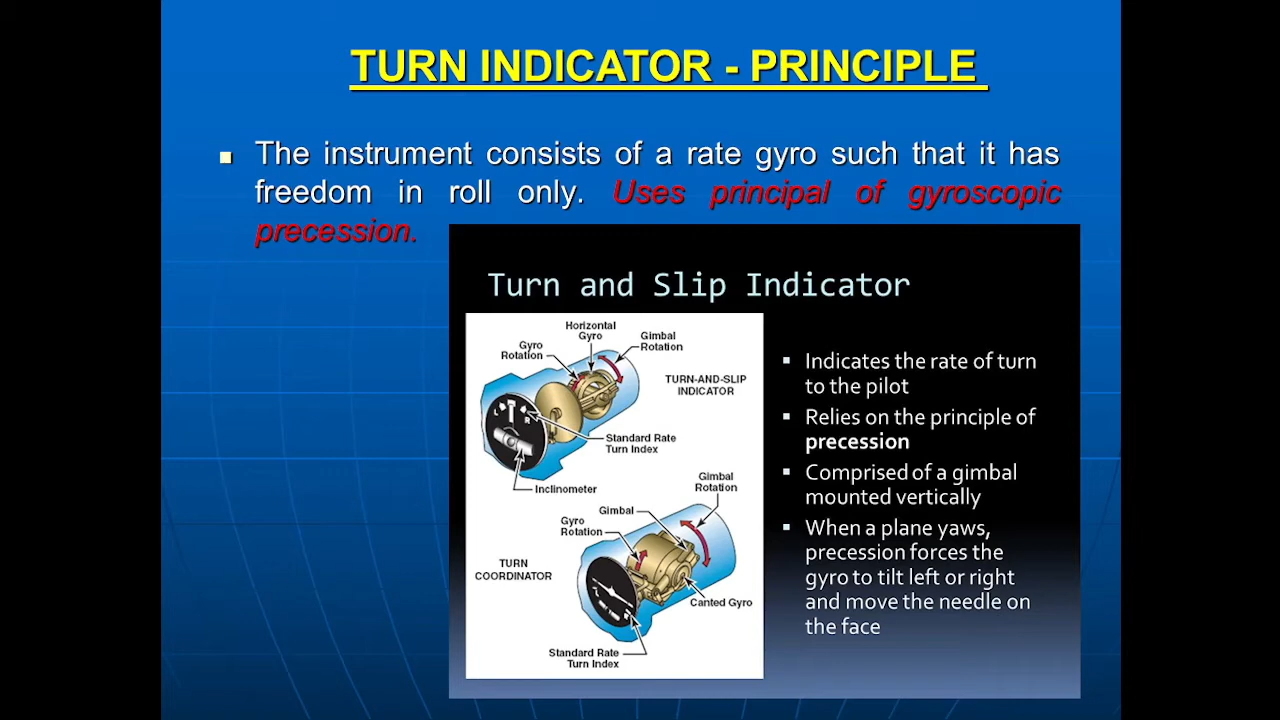 TURN INDICATOR - PRINCIPLE
The instrument consists of a rate gyro such that it has
freedom in roll only. Uses principal of gyroscopic
precession.
Turn and Slip Indicator
Horizontal
Gyro
Gimbal
Rotation
Gyro
Rotation
TURN-AND-SLIP
INDICATOR
L
R
Standard Rate
Turn Index
Inclinometer
Gimbal
Rotation
Gimbal
Gyro
Rotation
TURN
COORDINATOR
Canted Gyro
Standard Rate
Turn Index
Indicates the rate of turn
to the pilot
Relies on the principle of
precession
Comprised of a gimbal
mounted vertically
When a plane yaws,
precession forces the
gyro to tilt left or right
and move the needle on
the face